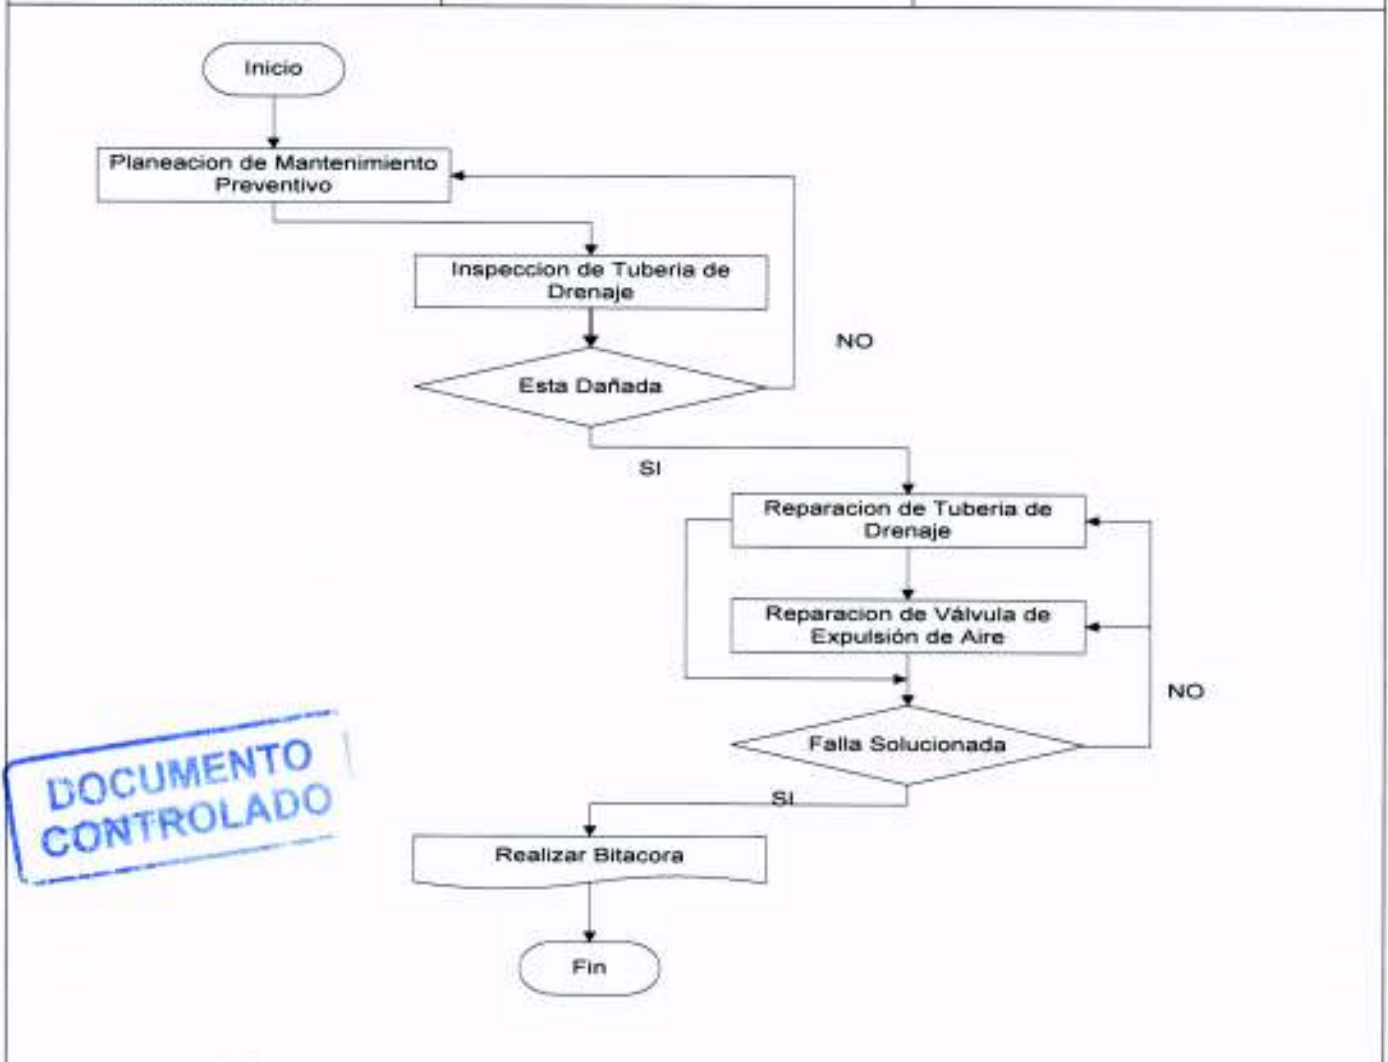 Inicio
Planeacion de Mantenimiento
Preventivo
Inspeccion de Tuberia de
Drenaje
NO
Esta Dañada
SI
Reparacion de Tuberia de
Drenaje
Reparacion de Válvula de
Expulsión de Aire
NO
Falla Solucionada
SI
DOCUMENTO
CONTROLADO
Realizar Bitacora
Fin